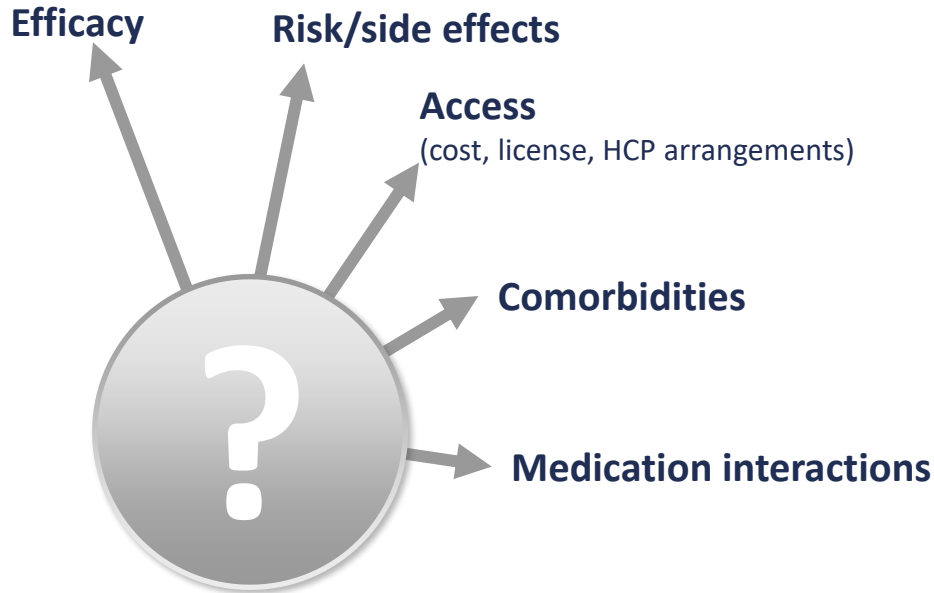 Efficacy
Risk/side effects
Access
(cost, license, HCP arrangements)
Comorbidities
?
Medication interactions